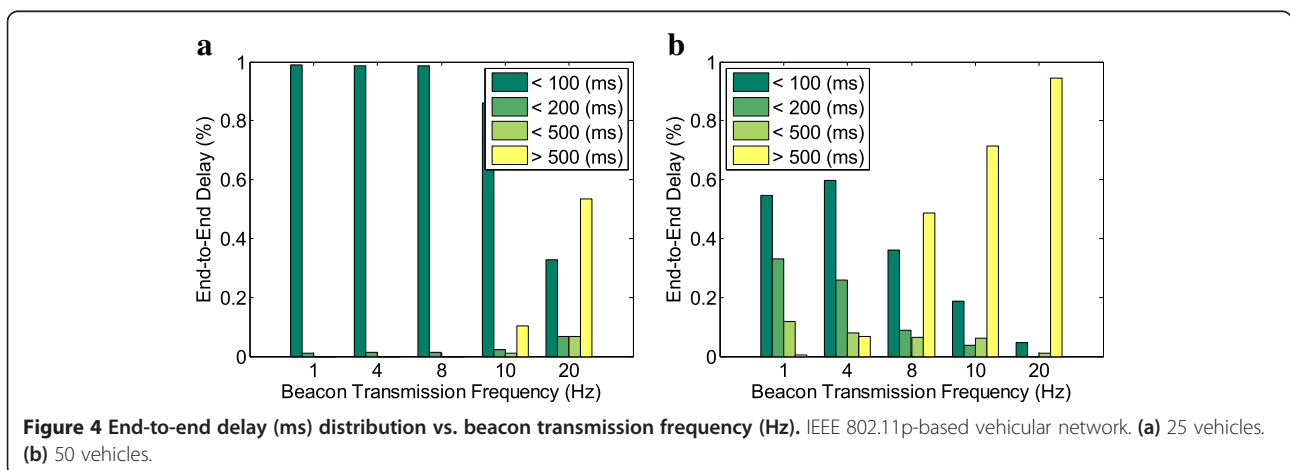 a
1
0.8
0.6
0.4
0.2
0
End-to-End Delay (%)
< 100 (ms)
< 200 (ms)
< 500 (ms)
> 500 (ms)
1 4 8 10 20
Beacon Transmission Frequency (Hz)
b
1
0.8
0.6
0.4
0.2
0
End-to-End Delay (%)
< 100 (ms)
< 200 (ms)
< 500 (ms)
> 500 (ms)
1 4 8 10 20
Beacon Transmission Frequency (Hz)
Figure 4 End-to-end delay (ms) distribution vs. beacon transmission frequency (Hz). IEEE 802.11p-based vehicular network. (a) 25 vehicles.
(b) 50 vehicles.